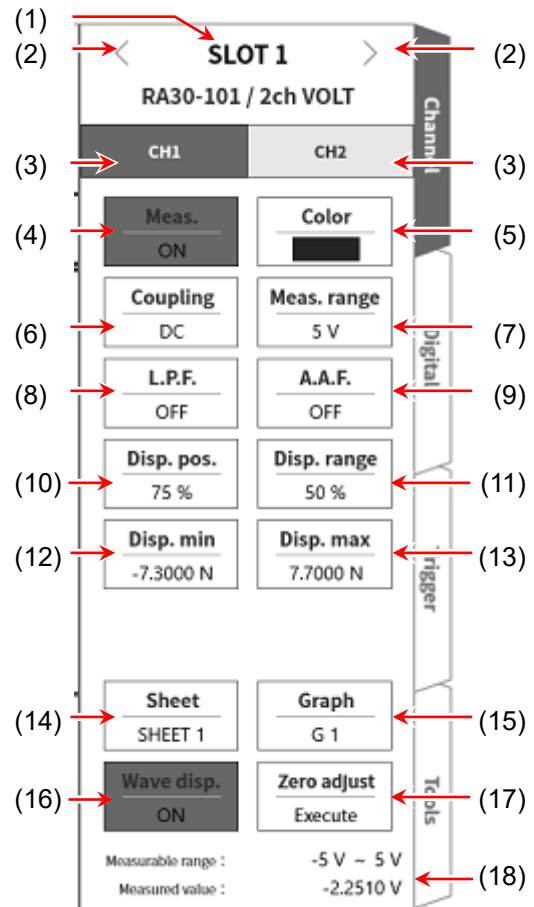 (1)
(2) < SLOT 1 > (2)
RA30-101 / 2ch VOLT
Channel
(3) CH1 CH2 (3)
(4) Meas. Color (5)
ON
(6) Coupling Meas. range (7)
DC 5 V
Digital
(8) L.P.F. A.A.F. (9)
OFF OFF
(10) Disp. pos. Disp. range (11)
75 % 50 %
(12) Disp. min Disp. max (13)
-7.3000 N 7.7000 N
Trigger
(14) Sheet Graph (15)
SHEET 1 G 1
(16) Wave disp. Zero adjust (17)
ON Execute
Tools
Measurable range : -5 V ~ 5 V
Measured value : -2.2510 V (18)